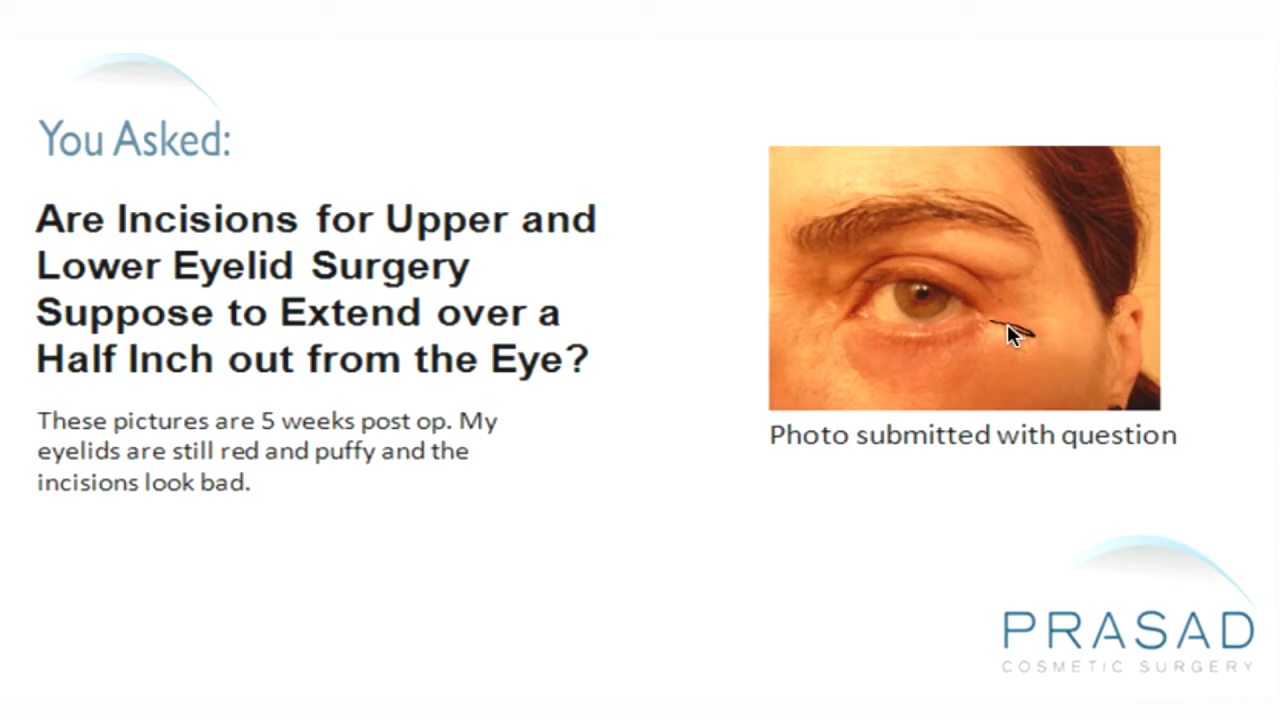 You Asked:
Are Incisions for Upper and
Lower Eyelid Surgery
Suppose to Extend over a
Half Inch out from the Eye?
These pictures are 5 weeks post op. My
eyelids are still red and puffy and the
incisions look bad.
Photo submitted with question
PRASAD
COSMETIC SURGERY